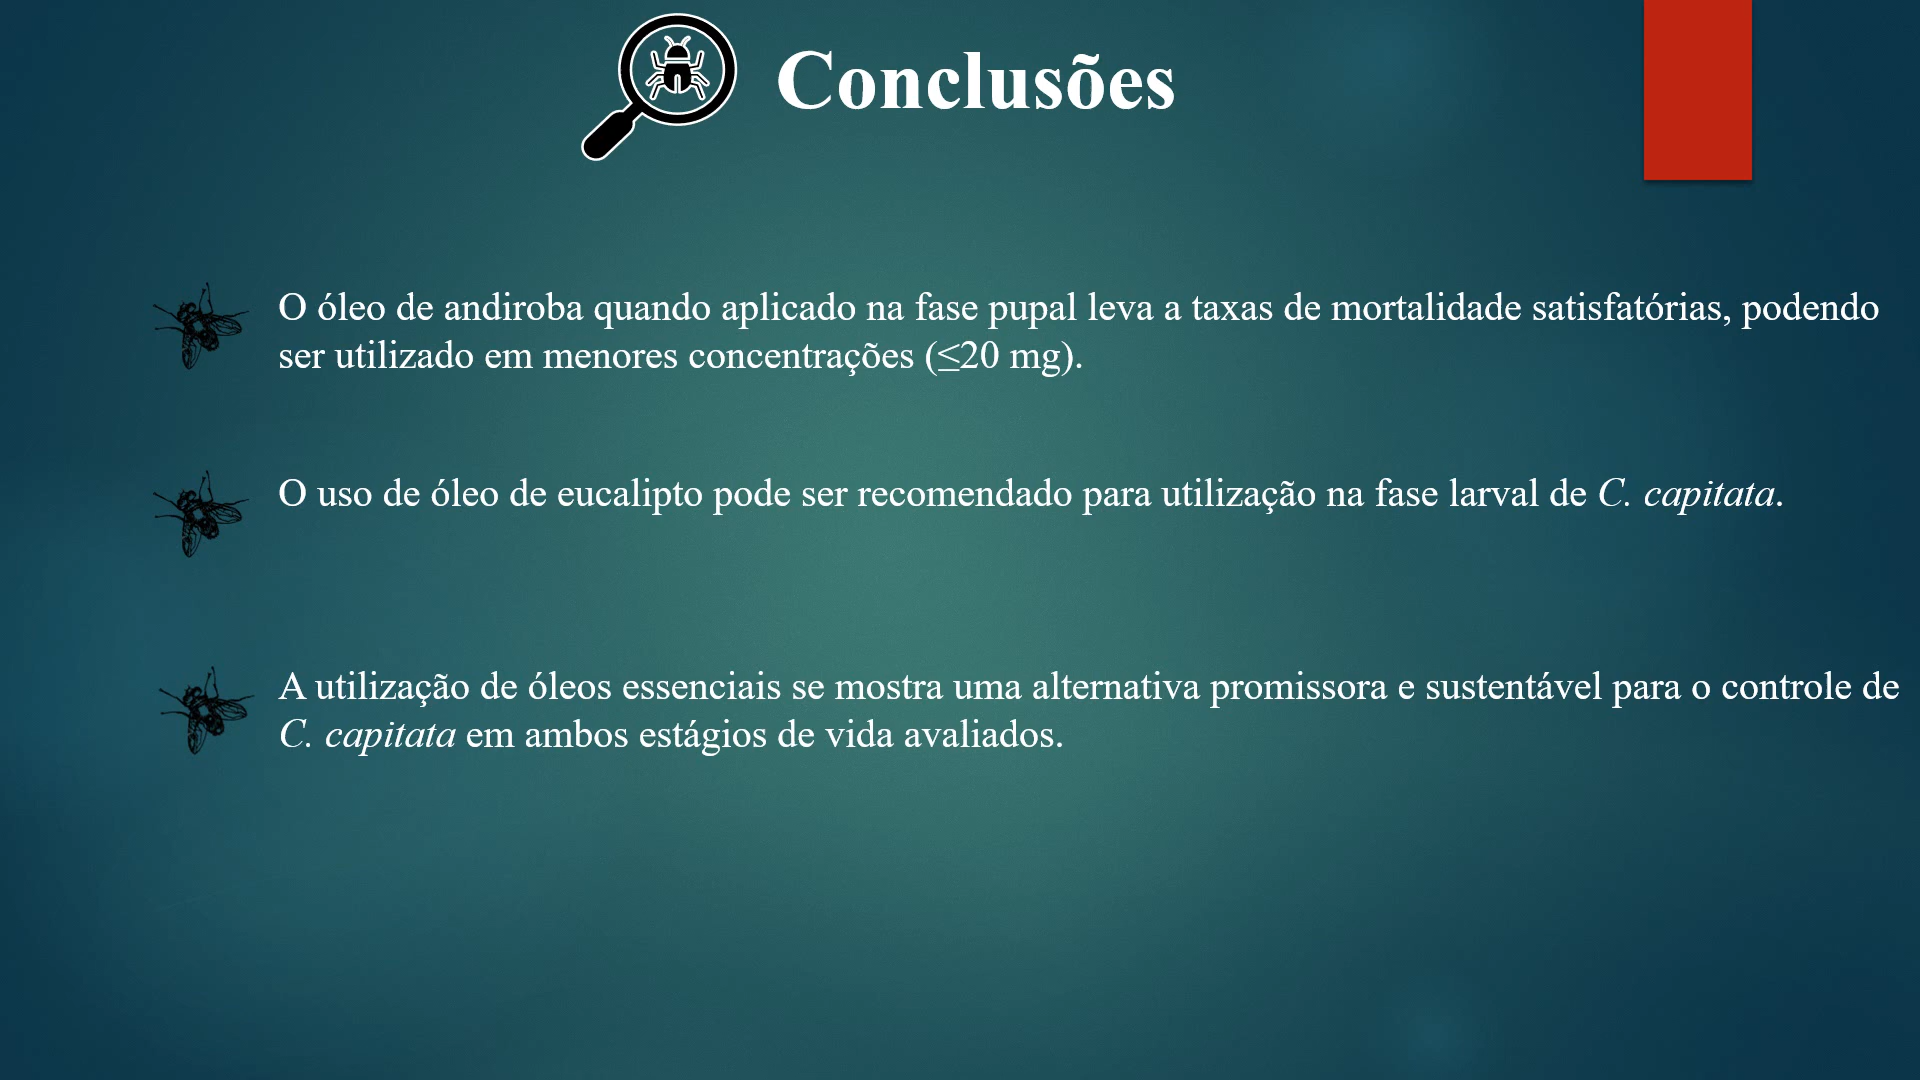 Conclusões
O óleo de andiroba quando aplicado na fase pupal leva a taxas de mortalidade satisfatórias, podendo
ser utilizado em menores concentrações (≤20 mg).
O uso de óleo de eucalipto pode ser recomendado para utilização na fase larval de C. capitata.
A utilização de óleos essenciais se mostra uma alternativa promissora e sustentável para o controle de
C. capitata em ambos estágios de vida avaliados.